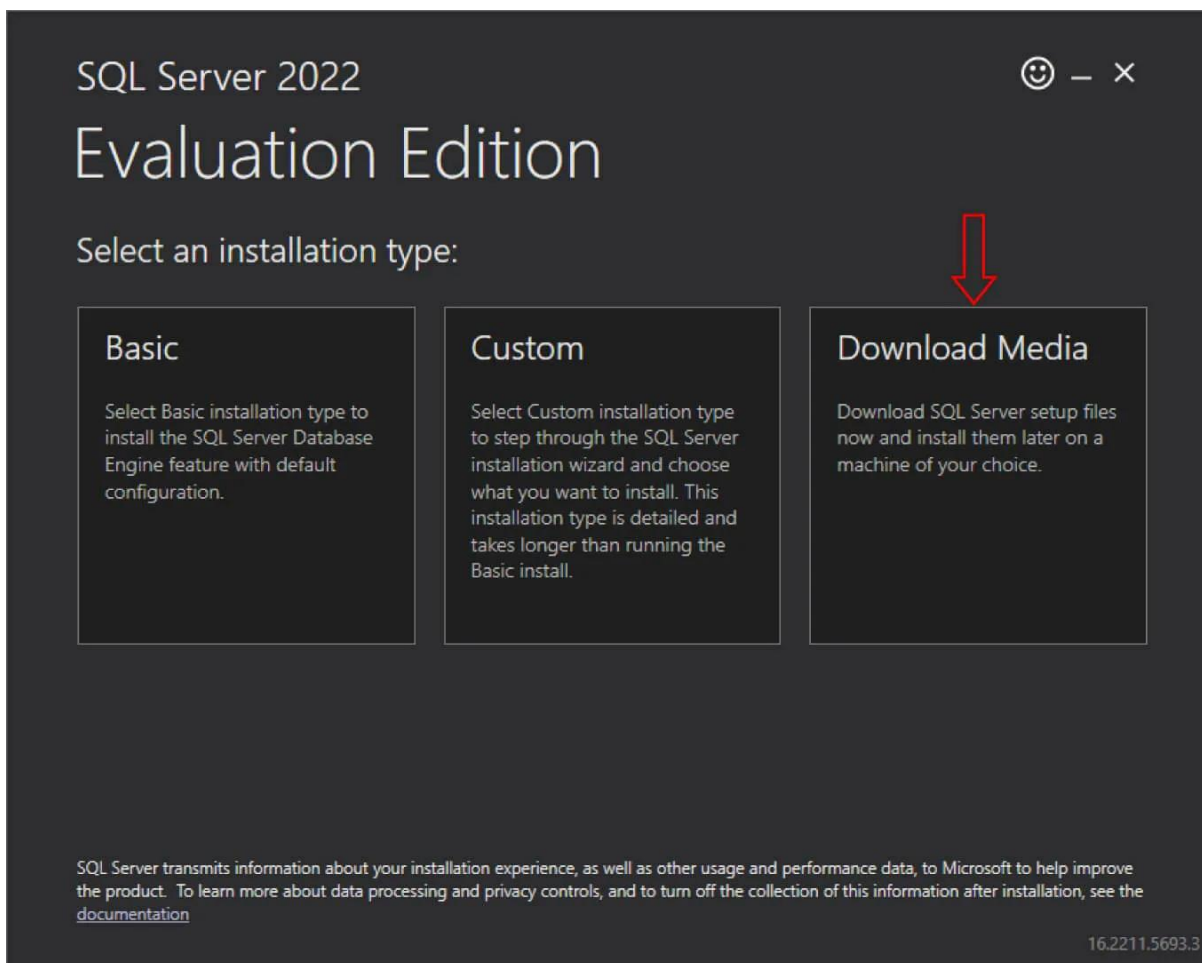 SQL Server 2022
Evaluation Edition
Select an installation type:
Basic
Select Basic installation type to
install the SQL Server Database
Engine feature with default
configuration.
Custom
Select Custom installation type
to step through the SQL Server
installation wizard and choose
what you want to install. This
installation type is detailed and
takes longer than running the
Basic install.
Download Media
Download SQL Server setup files
now and install them later on a
machine of your choice.
SQL Server transmits information about your installation experience, as well as other usage and performance data, to Microsoft to help improve
the product.  To learn more about data processing and privacy controls, and to turn off the collection of this information after installation, see the
documentation
16.2211.5693.3